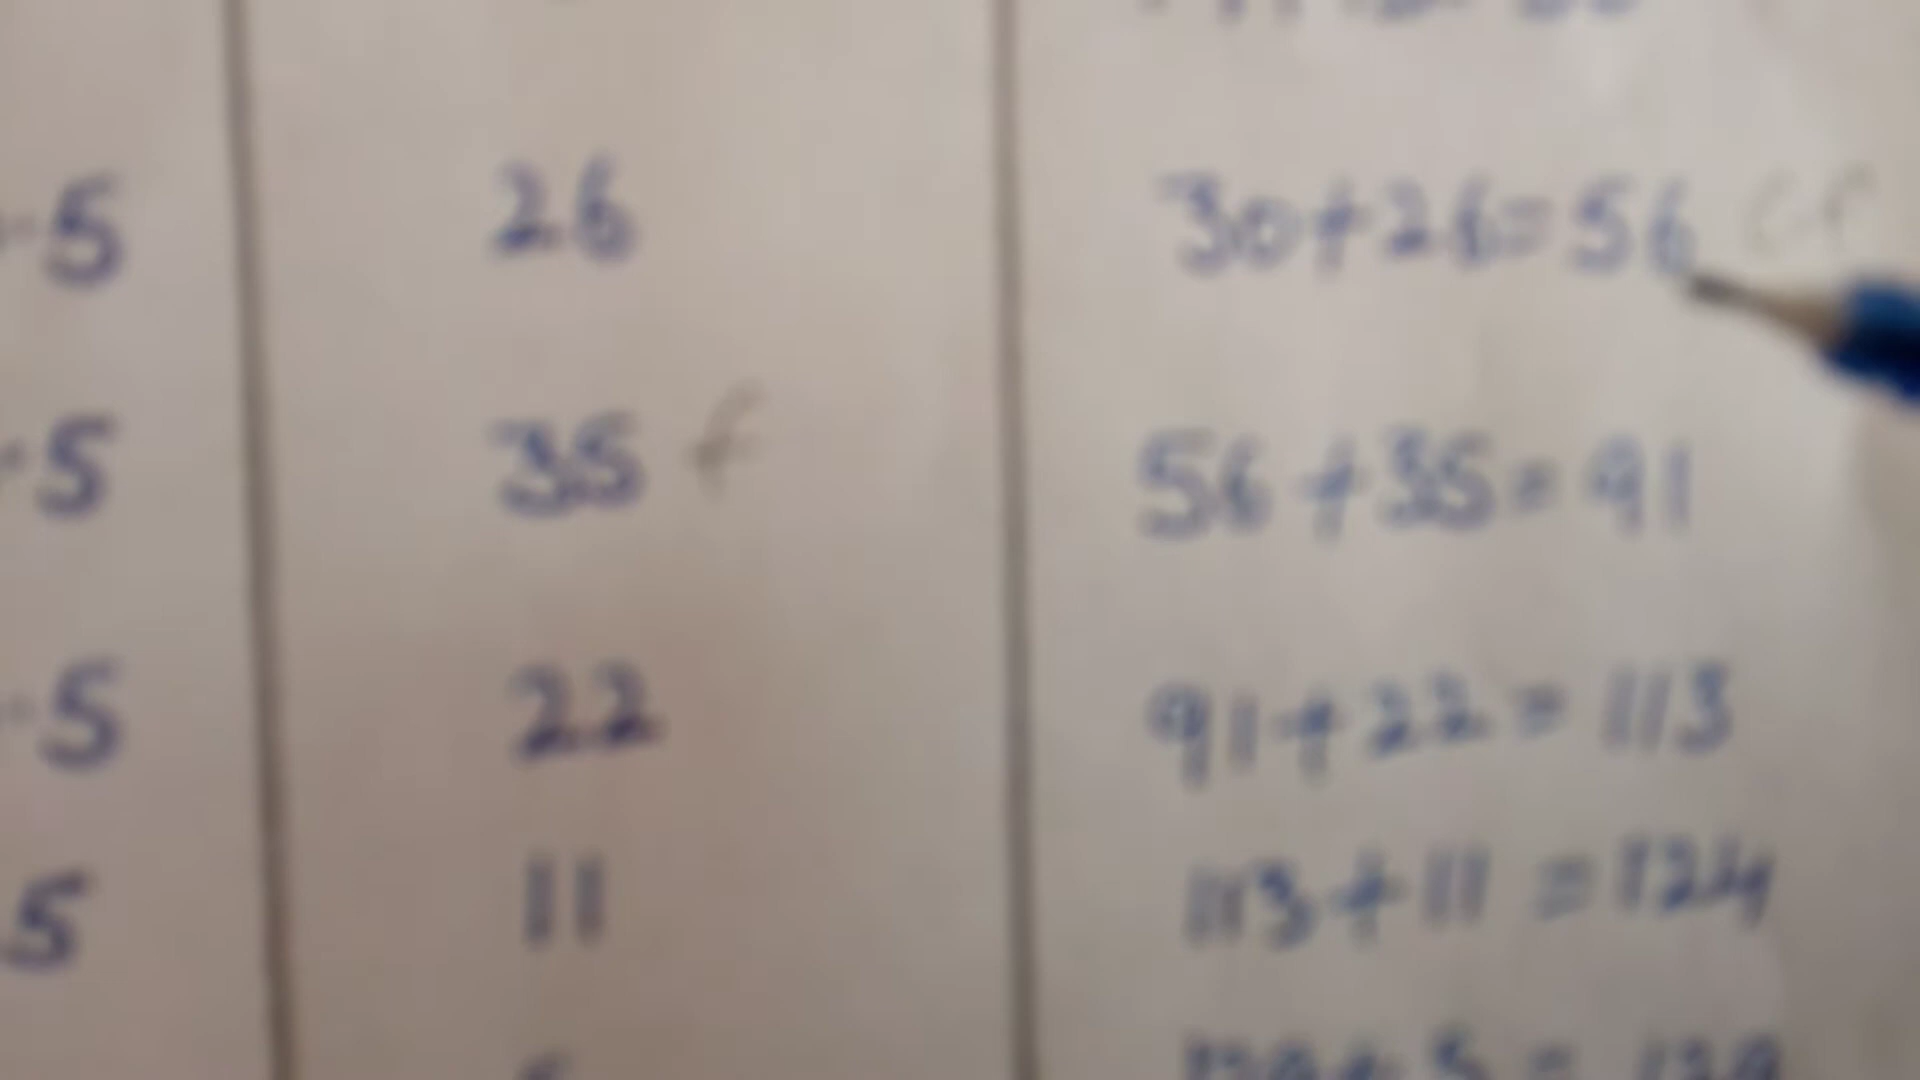 -5 26 30+26=56 cf
-5 35 f 56+35=91
-5 22 91+22=113
5 11 113+11=124